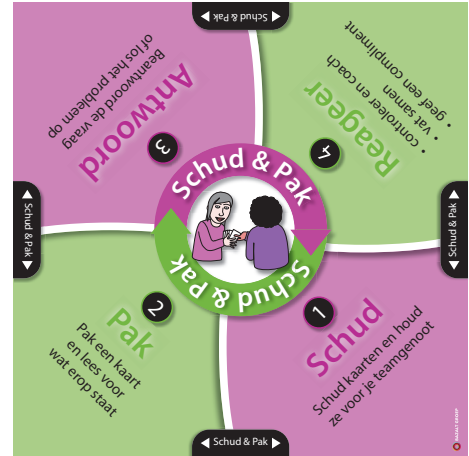 Schud & Pak
Schud & Pak
Schud & Pak
Schud & Pak
Schud & Pak
Schud & Pak
1
Schud
Schud kaarten en houd
ze voor je teamgenoot
2
Pak
Pak een kaart
en lees voor
wat erop staat
3
Antwoord
Beantwoord de vraag
of los het probleem op
4
Reageer
• controleer en coach
• vat samen
• geef een compliment
BAZALT GROEP